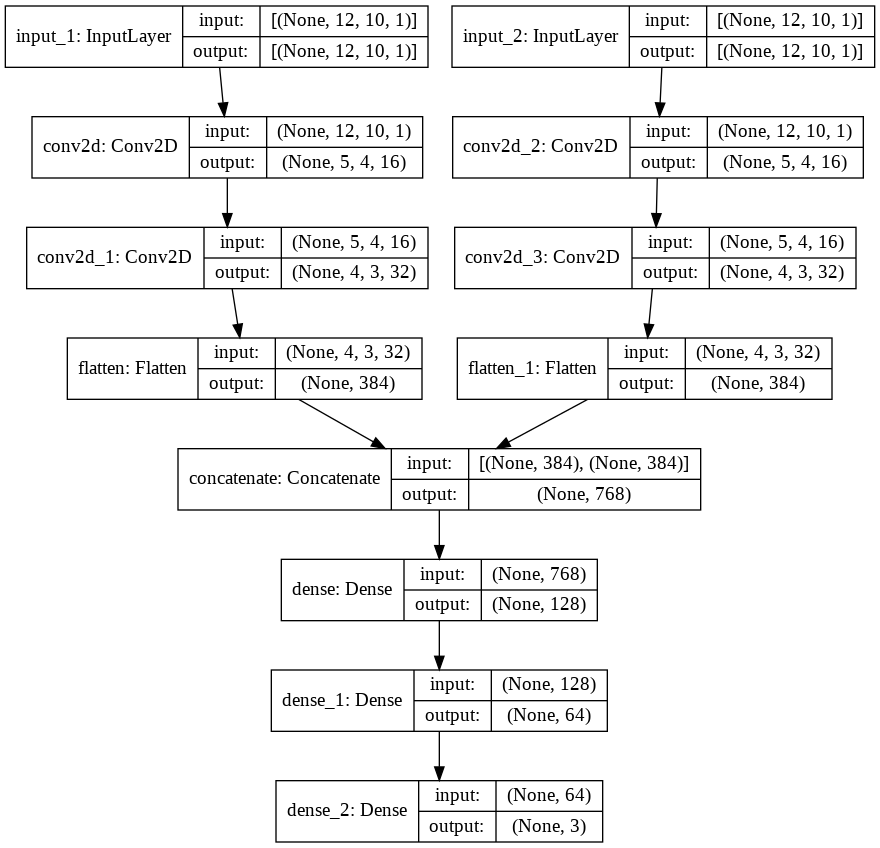 input_1: InputLayer
input: [(None, 12, 10, 1)]
output: [(None, 12, 10, 1)]
input_2: InputLayer
input: [(None, 12, 10, 1)]
output: [(None, 12, 10, 1)]
conv2d: Conv2D
input: (None, 12, 10, 1)
output: (None, 5, 4, 16)
conv2d_2: Conv2D
input: (None, 12, 10, 1)
output: (None, 5, 4, 16)
conv2d_1: Conv2D
input: (None, 5, 4, 16)
output: (None, 4, 3, 32)
conv2d_3: Conv2D
input: (None, 5, 4, 16)
output: (None, 4, 3, 32)
flatten: Flatten
input: (None, 4, 3, 32)
output: (None, 384)
flatten_1: Flatten
input: (None, 4, 3, 32)
output: (None, 384)
concatenate: Concatenate
input: [(None, 384), (None, 384)]
output: (None, 768)
dense: Dense
input: (None, 768)
output: (None, 128)
dense_1: Dense
input: (None, 128)
output: (None, 64)
dense_2: Dense
input: (None, 64)
output: (None, 3)